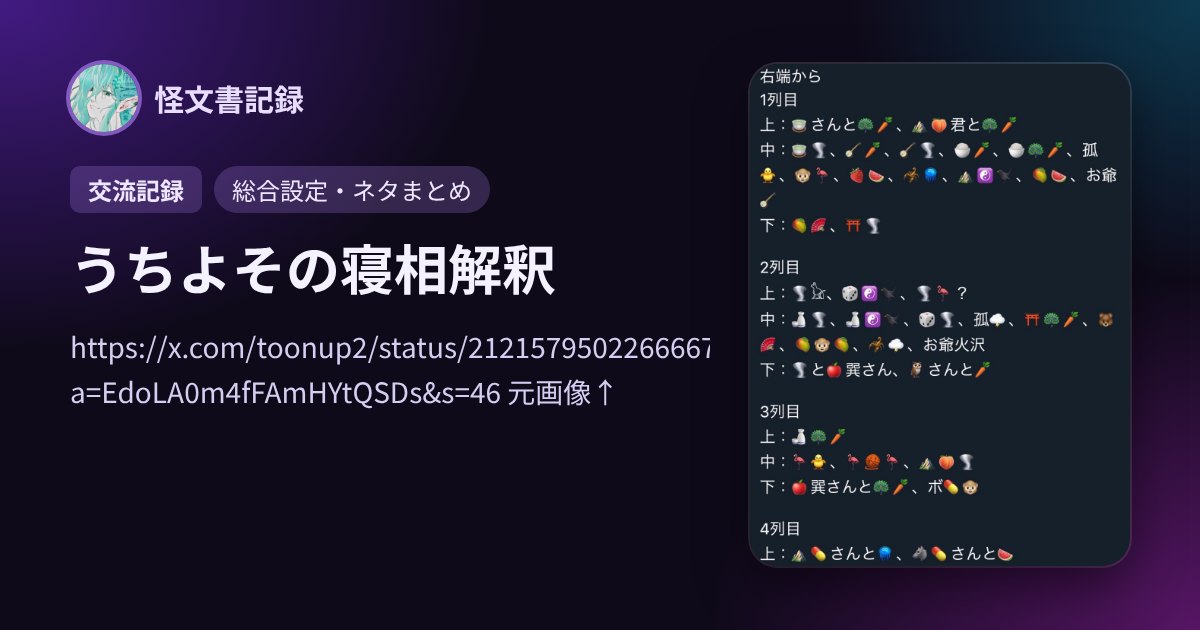 怪文書記録
交流記録
総合設定・ネタまとめ
うちよその寝相解釈
https://x.com/toonup2/status/2121579502266667
a=EdoLA0m4fFAmHYtQSDs&s=46 元画像↑
右端から
1列目
上：🍵さんと🪭🥕、⛰️🍑君と🪭🥕
中：🍵🌪️、🪕🥕、🪕🌪️、🍚🥕、🍚🪭🥕、孤
🐥、🐵🦩、🍓🍉、🦂🪼、⛰️☯️🐦‍⬛、🥭🍉、お爺
🪕
下：🥭🪭、⛩️🌪️
2列目
上：🌪️🐈、🎲☯️🐦‍⬛、🌪️🦩？
中：🍶🌪️、🍶☯️🐦‍⬛、🎲🌪️、孤🌳、⛩️🪭🥕、🐻
🪭、🥭🐵🥭、🦂🌳、お爺火沢
下：🌪️と🍎巽さん、🦉さんと🥕
3列目
上：🍶🪭🥕
中：🦩🐥、🦩🧶🦩、⛰️🍑🌪️
下：🍎巽さんと🪭🥕、ボ💊🐵
4列目
上：⛰️💊さんと🪼、🐴💊さんと🍉